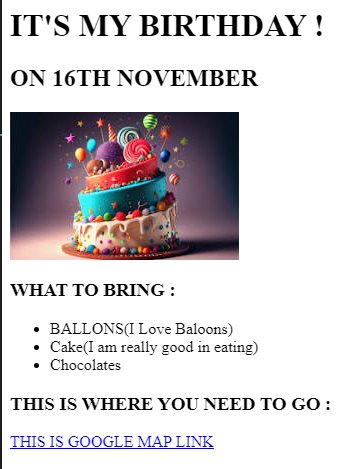 IT'S MY BIRTHDAY !
ON 16TH NOVEMBER
WHAT TO BRING :
BALLONS(I Love Baloons)
Cake(I am really good in eating)
Chocolates
THIS IS WHERE YOU NEED TO GO :
THIS IS GOOGLE MAP LINK